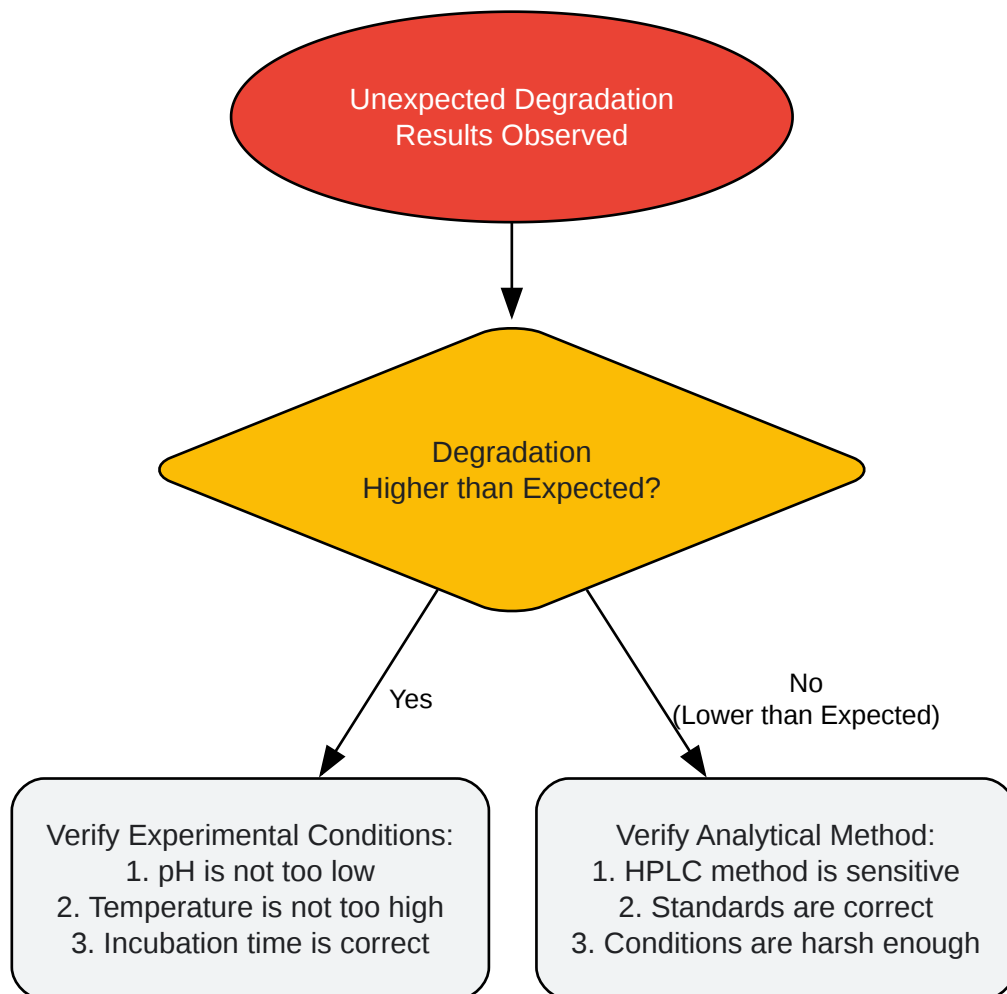 Unexpected Degradation
Results Observed
Degradation
Higher than Expected?
Yes
No
(Lower than Expected)
Verify Experimental Conditions:
1. pH is not too low
2. Temperature is not too high
3. Incubation time is correct
Verify Analytical Method:
1. HPLC method is sensitive
2. Standards are correct
3. Conditions are harsh enough